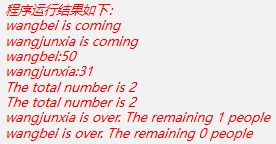 程序运行结果如下：
wangbei is coming
wangjunxia is coming
wangbei:50
wangjunxia:31
The total number is 2
The total number is 2
wangjunxia is over. The remaining 1 people
wangbei is over. The remaining 0 people